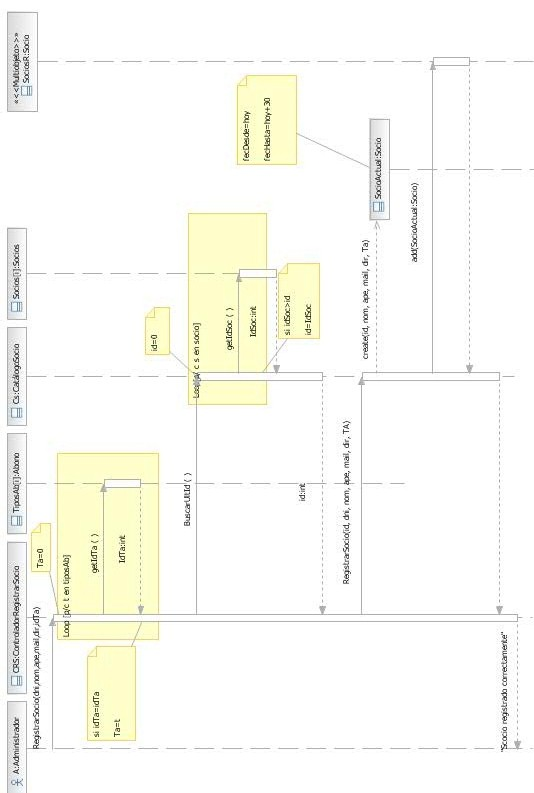 A:Administrador
CRS:ControladorRegistrarSocio
TiposAb[i]:Abono
Cs:CatálogoSocio
Socios[i]:Socios
«<<Multiobjeto>>»
SociosR:Socio
RegistrarSocio(dni,nom,ape,mail,dir,idTa)
Ta=0
Loop [p/c t en tiposAb]
getIdTa ( )
IdTa:int
si idTa=idTa
Ta=t
BuscarUltId ( )
id=0
Loop[p/ c s en socio]
getIdSoc ( )
IdSoc:int
si idSoc>id
id=IdSoc
id:int
RegistrarSocio(id, dni, nom, ape, mail, dir, TA)
create(id, nom, ape, mail, dir, Ta)
SocioActual:Socio
fecDesde=hoy
fecHasta=hoy+30
add(SocioActual:Socio)
"Scocio registrado correctamente"